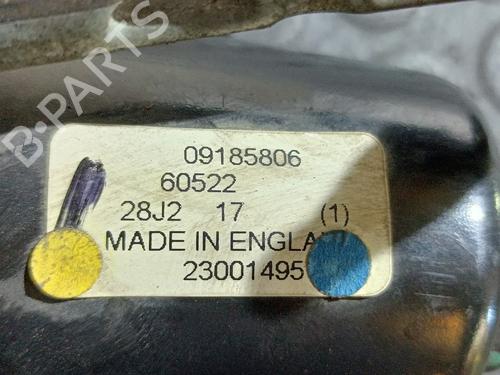 B-PARTS
09185806
60522
28J2 17 (1)
MADE IN ENGLA
23001495